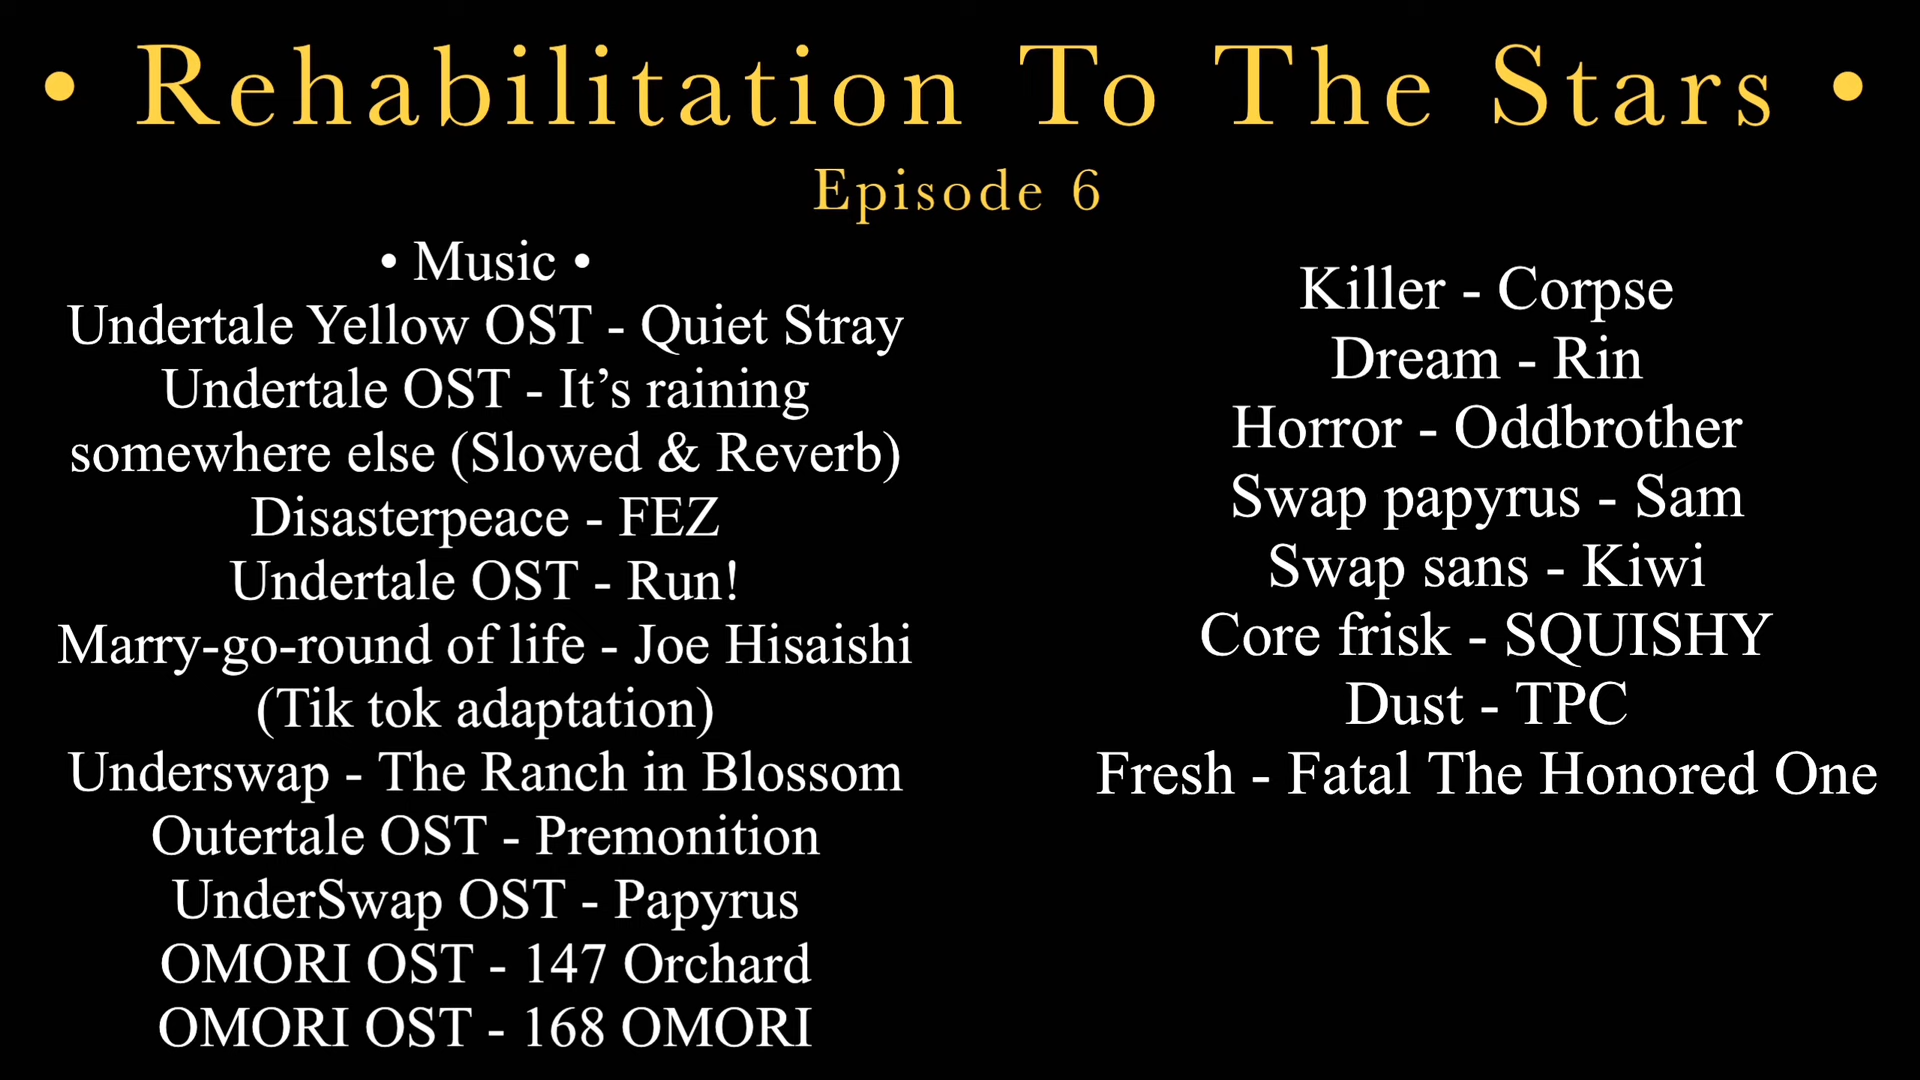 • Rehabilitation To The Stars •
Episode 6
• Music •
Undertale Yellow OST - Quiet Stray
Undertale OST - It’s raining
somewhere else (Slowed & Reverb)
Disasterpeace - FEZ
Undertale OST - Run!
Marry-go-round of life - Joe Hisaishi
(Tik tok adaptation)
Underswap - The Ranch in Blossom
Outertale OST - Premonition
UnderSwap OST - Papyrus
OMORI OST - 147 Orchard
OMORI OST - 168 OMORI
Killer - Corpse
Dream - Rin
Horror - Oddbrother
Swap papyrus - Sam
Swap sans - Kiwi
Core frisk - SQUISHY
Dust - TPC
Fresh - Fatal The Honored One